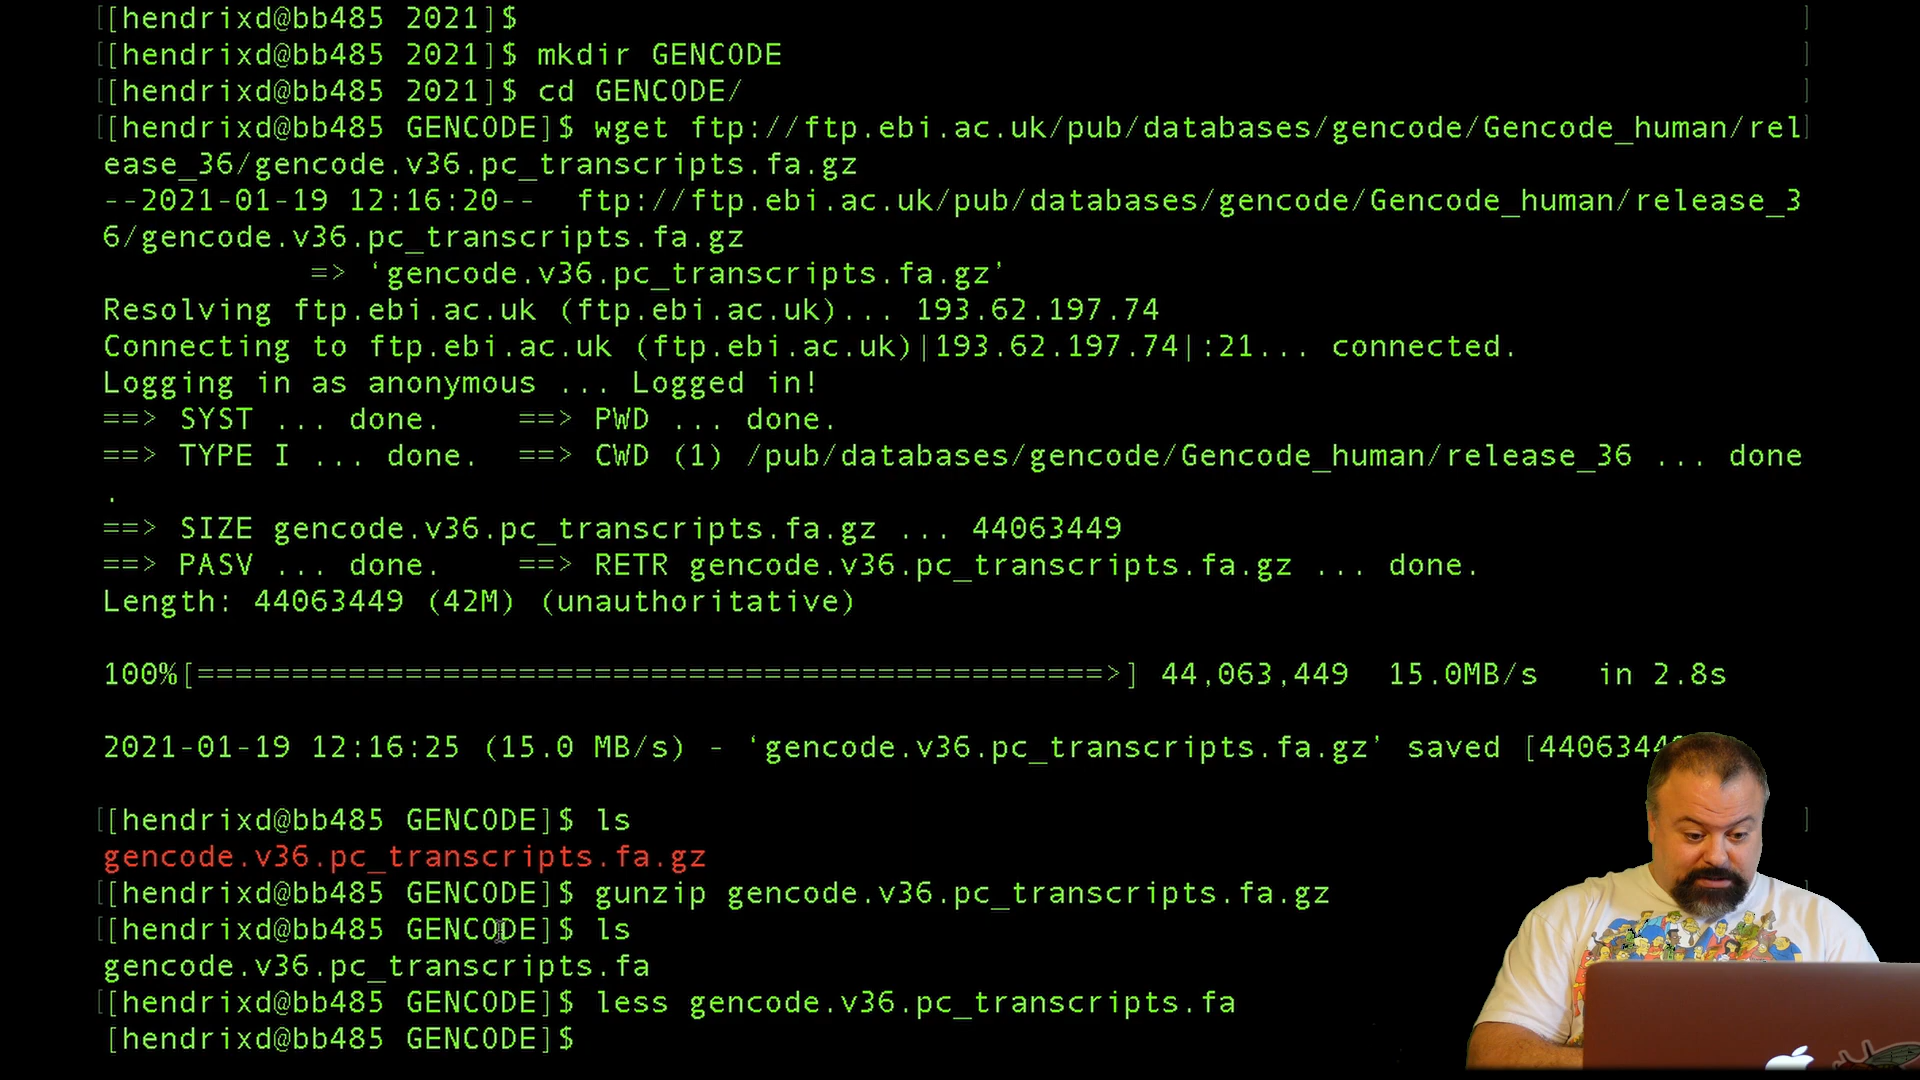 [[hendrixd@bb485 2021]$ ]
[[hendrixd@bb485 2021]$ mkdir GENCODE ]
[[hendrixd@bb485 2021]$ cd GENCODE/ ]
[[hendrixd@bb485 GENCODE]$ wget ftp://ftp.ebi.ac.uk/pub/databases/gencode/Gencode_human/rel]
ease_36/gencode.v36.pc_transcripts.fa.gz
--2021-01-19 12:16:20--  ftp://ftp.ebi.ac.uk/pub/databases/gencode/Gencode_human/release_3
6/gencode.v36.pc_transcripts.fa.gz
           => ‘gencode.v36.pc_transcripts.fa.gz’
Resolving ftp.ebi.ac.uk (ftp.ebi.ac.uk)... 193.62.197.74
Connecting to ftp.ebi.ac.uk (ftp.ebi.ac.uk)|193.62.197.74|:21... connected.
Logging in as anonymous ... Logged in!
==> SYST ... done.    ==> PWD ... done.
==> TYPE I ... done.  ==> CWD (1) /pub/databases/gencode/Gencode_human/release_36 ... done
.
==> SIZE gencode.v36.pc_transcripts.fa.gz ... 44063449
==> PASV ... done.    ==> RETR gencode.v36.pc_transcripts.fa.gz ... done.
Length: 44063449 (42M) (unauthoritative)
100%[================================================>] 44,063,449  15.0MB/s   in 2.8s
2021-01-19 12:16:25 (15.0 MB/s) - ‘gencode.v36.pc_transcripts.fa.gz’ saved
[[hendrixd@bb485 GENCODE]$ ls ]
gencode.v36.pc_transcripts.fa.gz
[[hendrixd@bb485 GENCODE]$ gunzip gencode.v36.pc_transcripts.fa.gz ]
[[hendrixd@bb485 GENCODE]$ ls
gencode.v36.pc_transcripts.fa
[[hendrixd@bb485 GENCODE]$ less gencode.v36.pc_transcripts.fa
[hendrixd@bb485 GENCODE]$